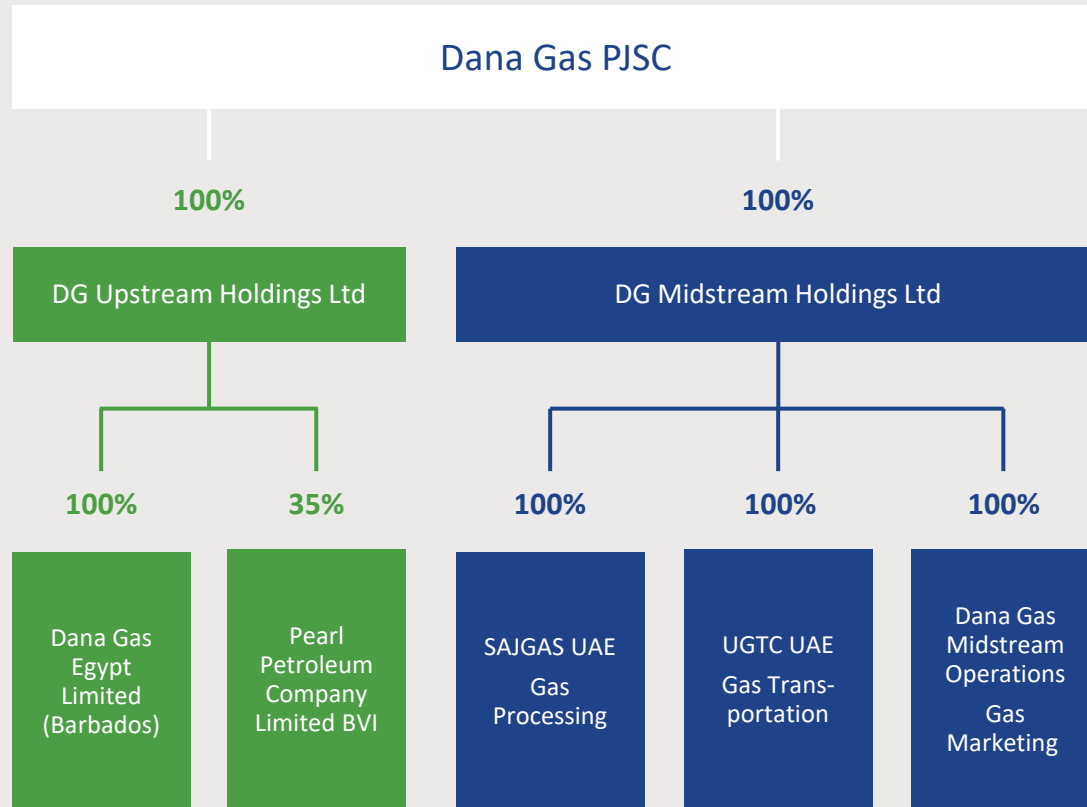 Dana Gas PJSC
100%
100%
DG Upstream Holdings Ltd
DG Midstream Holdings Ltd
100%
35%
100%
100%
100%
Dana Gas
Egypt
Limited
(Barbados)
Pearl
Petroleum
Company
Limited BVI
SAJGAS UAE
Gas
Processing
UGTC UAE
Gas Trans-
portation
Dana Gas
Midstream
Operations
Gas
Marketing